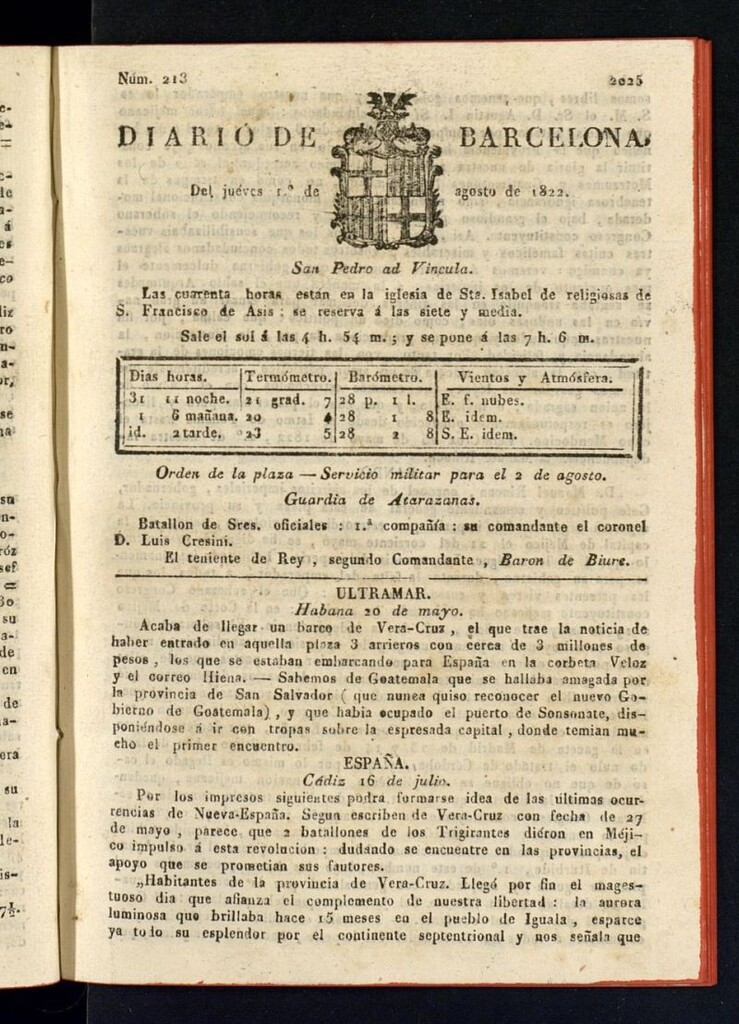 Núm. 213 2025
DIARIO DE BARCELONA,
Del juéves 1.º de agosto de 1822.
San Pedro ad Vincula.
Las cuarenta horas están en la iglesia de Sta. Isabel de religiosas de
S. Francisco de Asis : se reserva á las siete y media.
Sale el sol á las 4 h. 54 m. ; y se pone á las 7 h. 6 m.
Dias horas. Termómetro. Barómetro. Vientos y Atmósfera.
31 11 noche. 21 grad. 7 28 p. 1 l. E. f. nubes.
1 6 mañana. 20 4 28 1 8 E. idem.
id. 2 tarde. 23 5 28 2 8 S. E. idem.
Orden de la plaza — Servicio militar para el 2 de agosto.
Guardia de Atarazanas.
Batallon de Sres. oficiales : 1.ª compañía : su comandante el coronel
D. Luis Cresini.
El teniente de Rey , segundo Comandante , Baron de Biure.
ULTRAMAR.
Habana 20 de mayo.
Acaba de llegar un barco de Vera-Cruz , el que trae la noticia de
haber entrado en aquella plaza 3 arrieros con cerca de 3 millones de
pesos , los que se estaban embarcando para España en la corbeta Veloz
y el correo Hiena. — Sabemos de Goatemala que se hallaba amagada por
la provincia de San Salvador ( que nunca quiso reconocer el nuevo Go-
bierno de Goatemala) , y que habia ocupado el puerto de Sonsonate, dis-
poniéndose á ir con tropas sobre la espresada capital , donde temian mu-
cho el primer encuentro.
ESPAÑA.
Cádiz 16 de julio.
Por los impresos siguientes podra formarse idea de las últimas ocur-
rencias de Nueva-España. Segun escriben de Vera-Cruz con fecha de 27
de mayo , parece que 2 batallones de los Trigirantes diéron en Méji-
co impulso á esta revolucion : dudando se encuentre en las provincias, el
apoyo que se prometian sus fautores.
„Habitantes de la provincia de Vera-Cruz. Llegó por fin el mages-
tuoso dia que afianza el complemento de nuestra libertad : la aurora
luminosa que brillaba hace 15 meses en el pueblo de Iguala , esparce
ya todo su esplendor por el continente septentrional y nos señala que